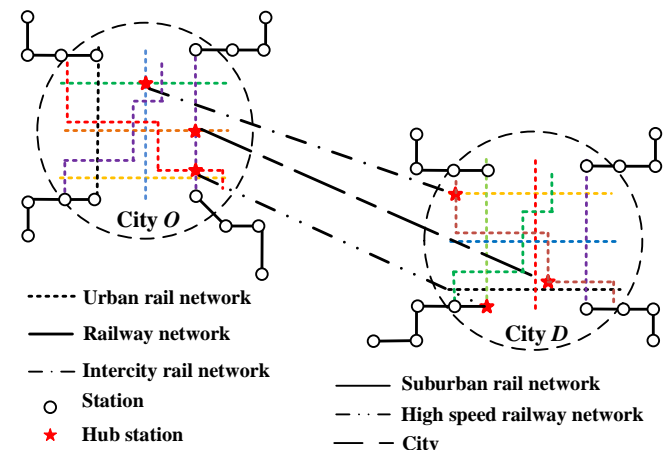 City O
City D
Urban rail network
Railway network
Intercity rail network
Station
Hub station
Suburban rail network
High speed railway network
City